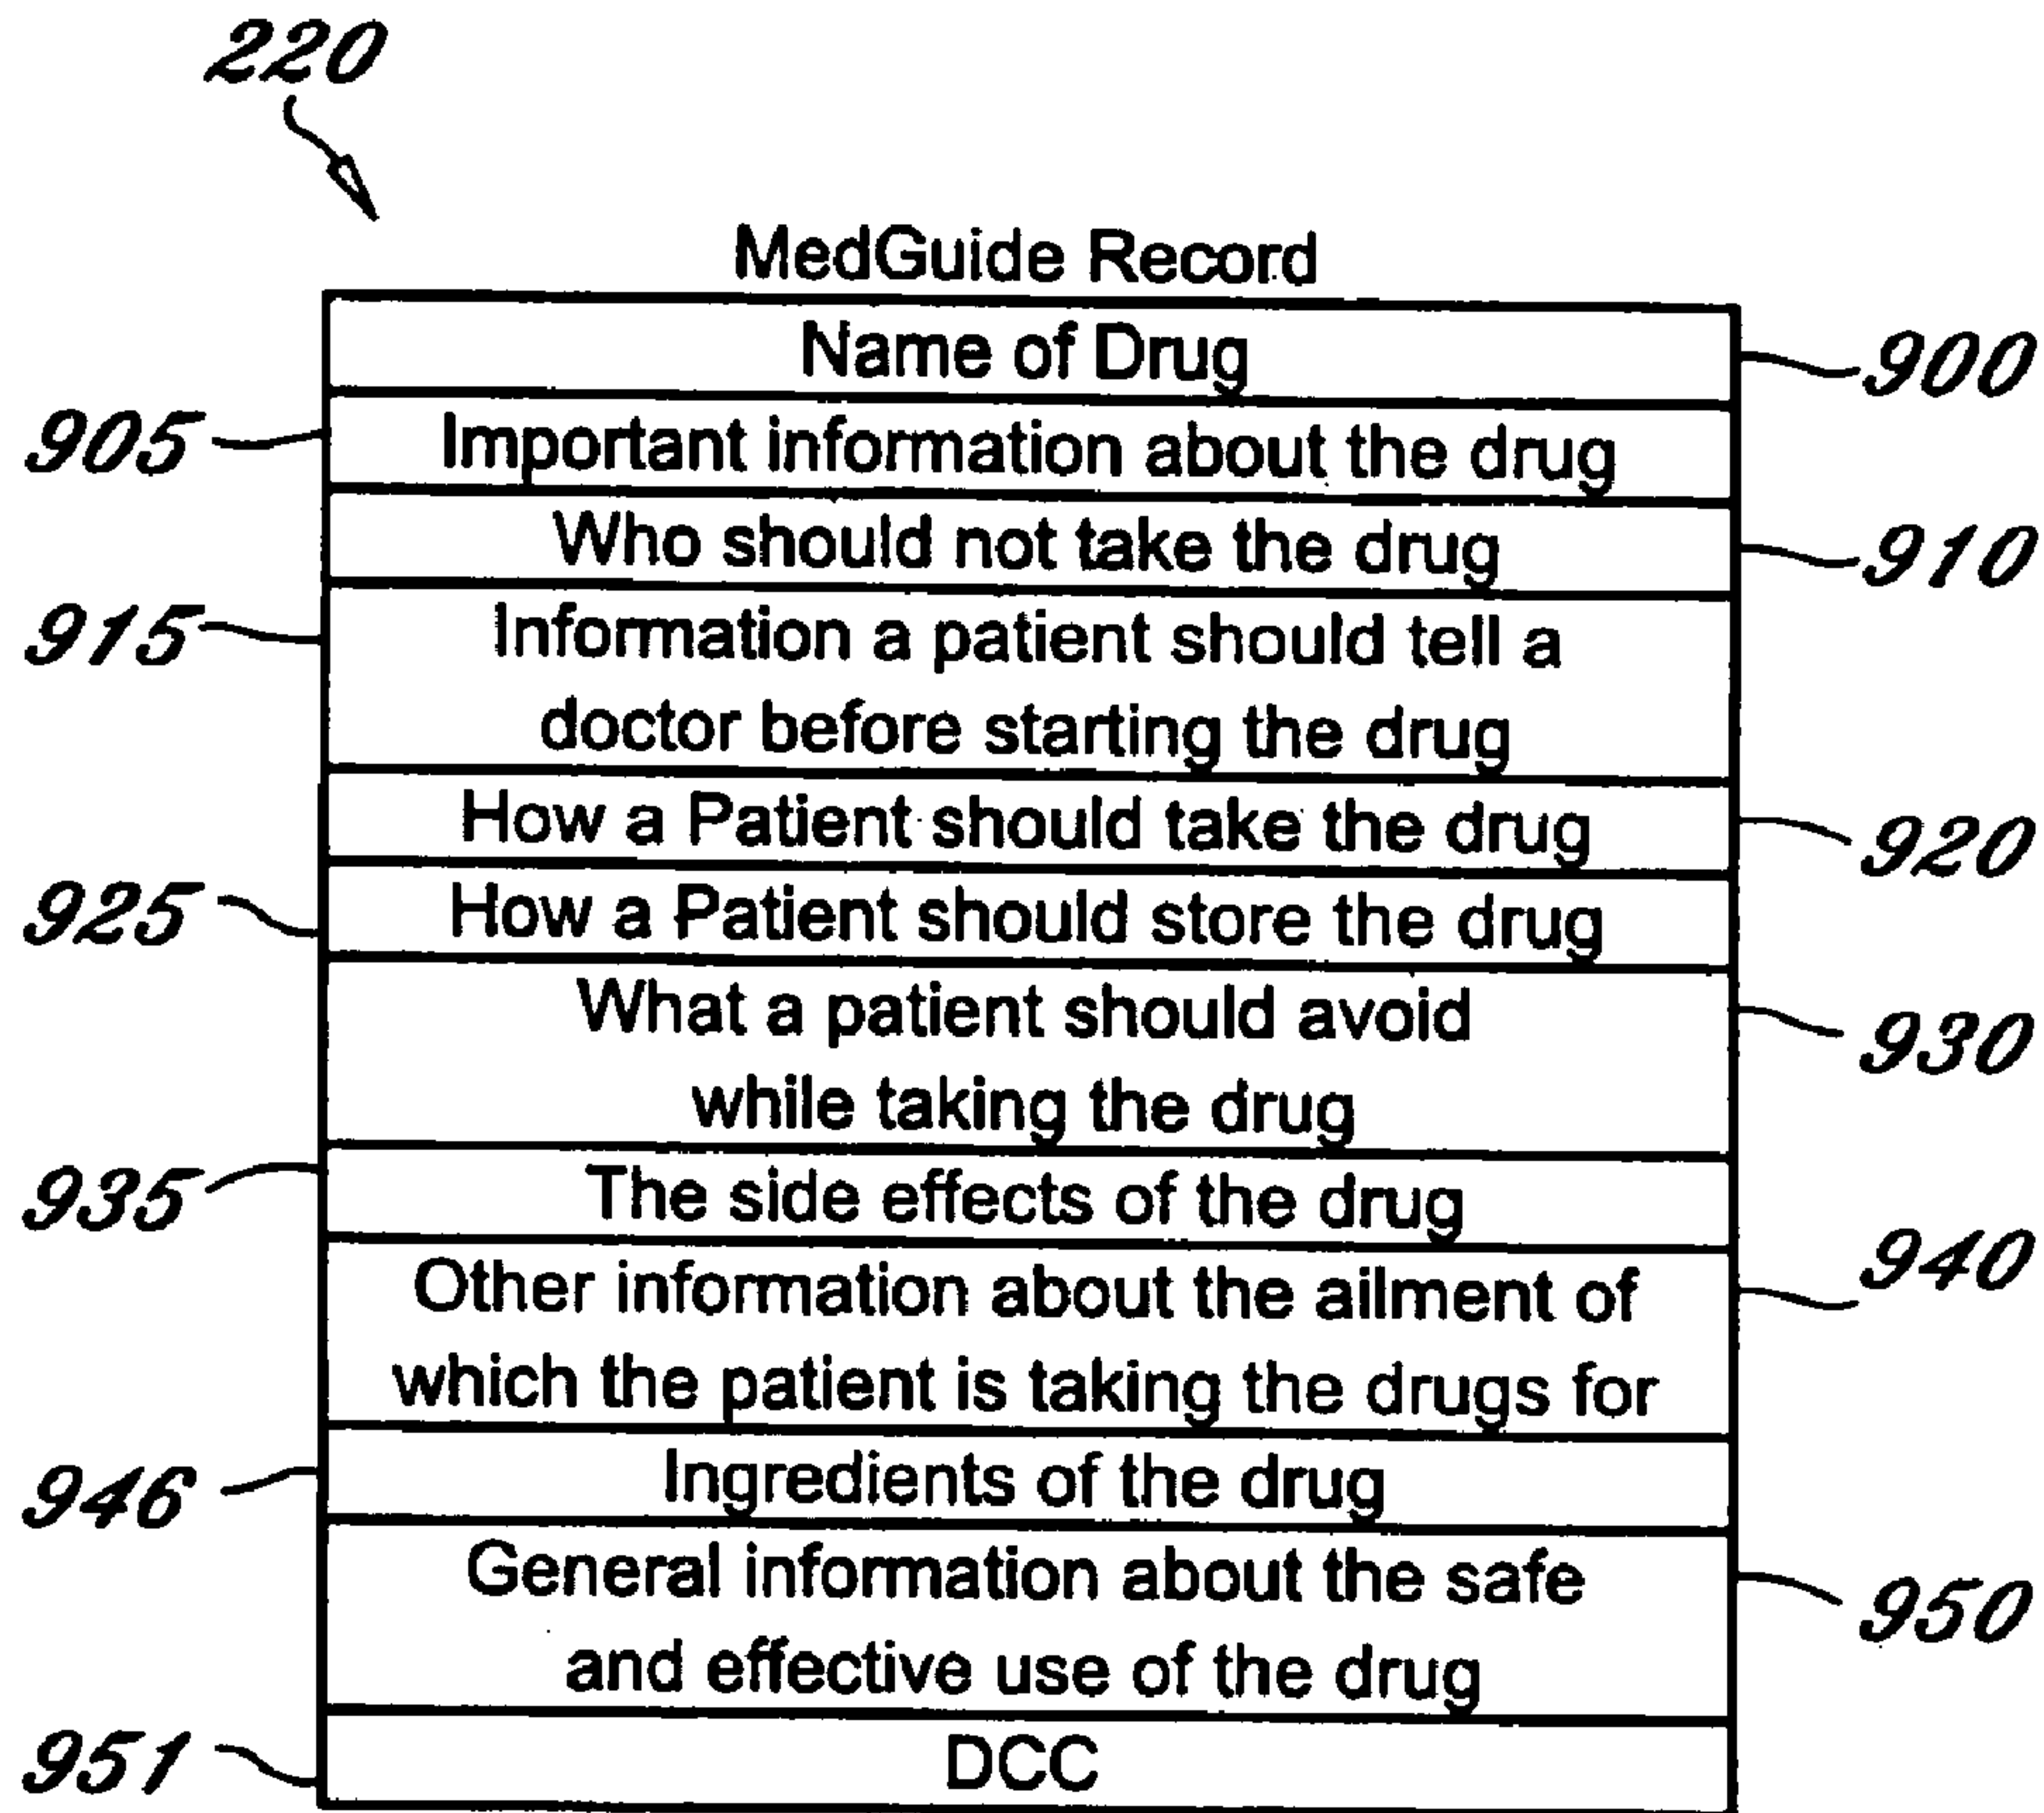 220
MedGuide Record
Name of Drug
900
905
Important information about the drug
Who should not take the drug
910
915
Information a patient should tell a
doctor before starting the drug
How a Patient should take the drug
920
925
How a Patient should store the drug
What a patient should avoid
while taking the drug
930
935
The side effects of the drug
940
Other information about the ailment of
which the patient is taking the drugs for
946
Ingredients of the drug
General information about the safe
and effective use of the drug
950
951
DCC